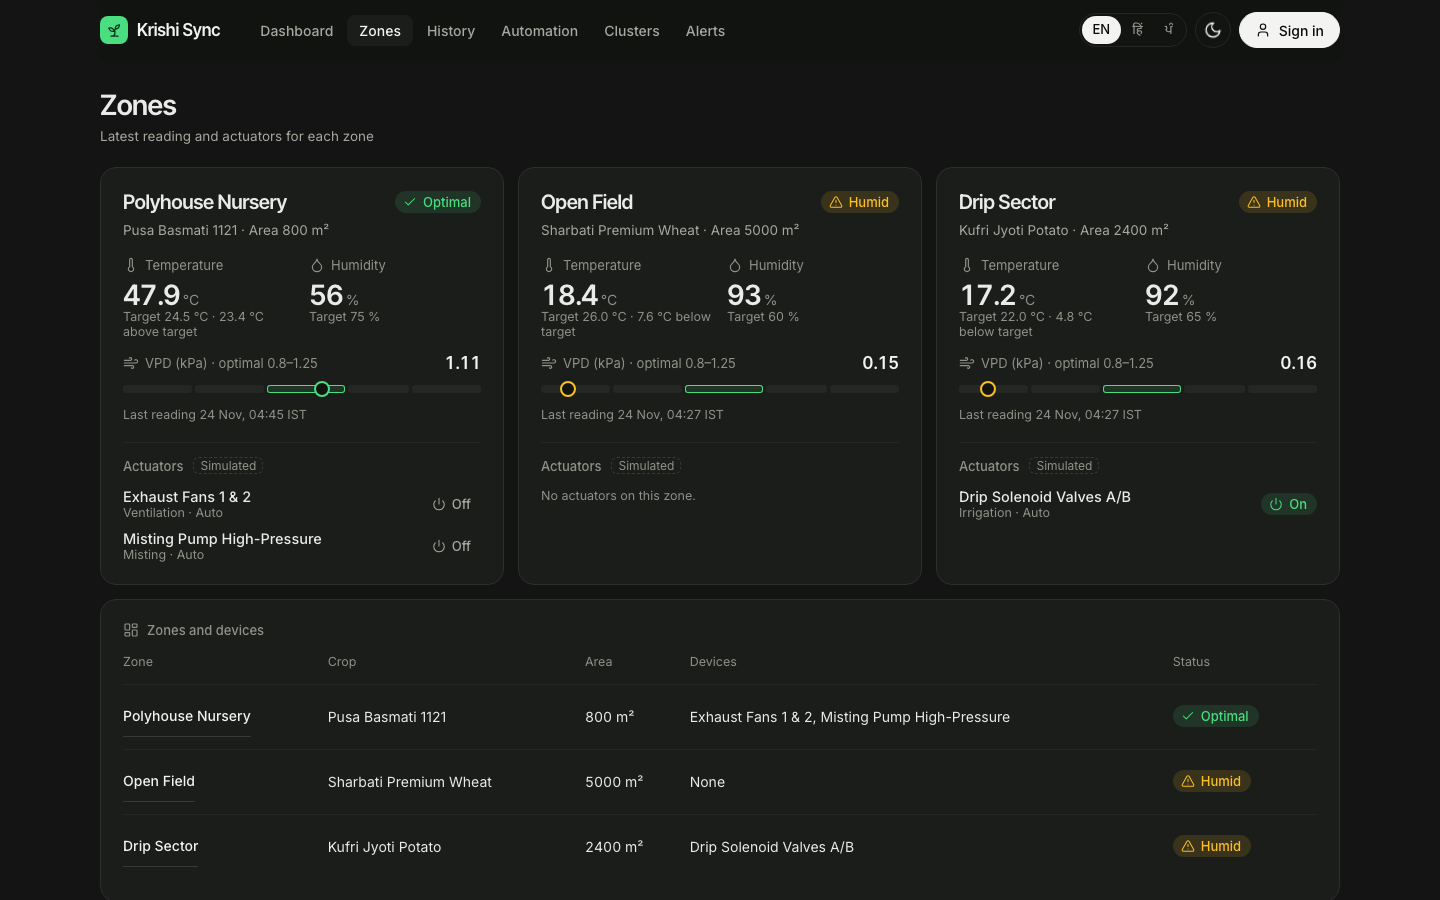 Krishi Sync
Dashboard
Zones
History
Automation
Clusters
Alerts
EN
हिं
ਪੰ
Sign in
Zones
Latest reading and actuators for each zone
Polyhouse Nursery
Optimal
Pusa Basmati 1121 · Area 800 m²
Temperature
Humidity
47.9 °C
56 %
Target 24.5 °C · 23.4 °C above target
Target 75 %
VPD (kPa) · optimal 0.8–1.25
1.11
Last reading 24 Nov, 04:45 IST
Actuators
Simulated
Exhaust Fans 1 & 2
Ventilation · Auto
Off
Misting Pump High-Pressure
Misting · Auto
Off
Open Field
Humid
Sharbati Premium Wheat · Area 5000 m²
Temperature
Humidity
18.4 °C
93 %
Target 26.0 °C · 7.6 °C below target
Target 60 %
VPD (kPa) · optimal 0.8–1.25
0.15
Last reading 24 Nov, 04:27 IST
Actuators
Simulated
No actuators on this zone.
Drip Sector
Humid
Kufri Jyoti Potato · Area 2400 m²
Temperature
Humidity
17.2 °C
92 %
Target 22.0 °C · 4.8 °C below target
Target 65 %
VPD (kPa) · optimal 0.8–1.25
0.16
Last reading 24 Nov, 04:27 IST
Actuators
Simulated
Drip Solenoid Valves A/B
Irrigation · Auto
On
Zones and devices
Zone Crop Area Devices Status
Polyhouse Nursery Pusa Basmati 1121 800 m² Exhaust Fans 1 & 2, Misting Pump High-Pressure Optimal
Open Field Sharbati Premium Wheat 5000 m² None Humid
Drip Sector Kufri Jyoti Potato 2400 m² Drip Solenoid Valves A/B Humid